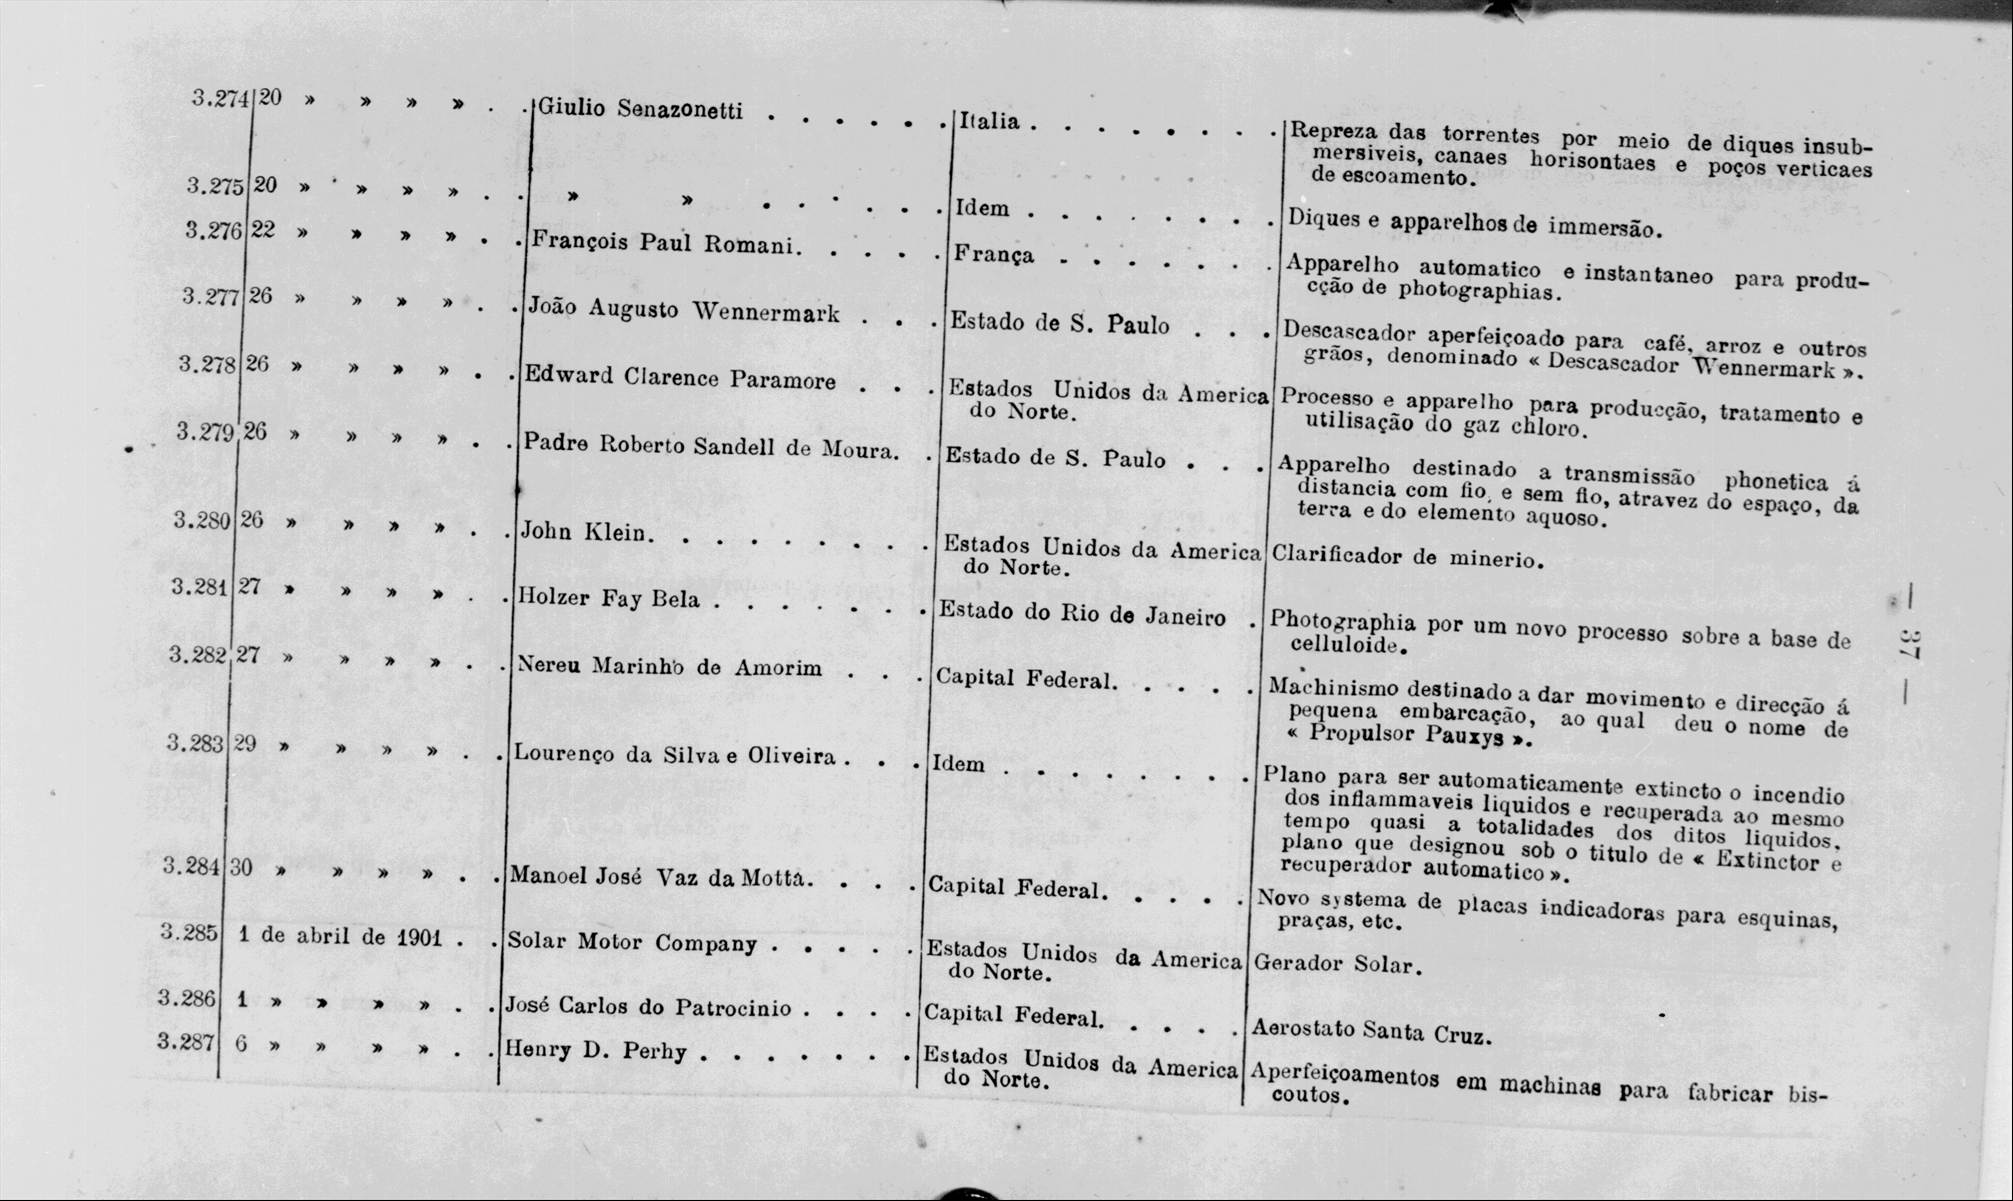 3.274 20 » » » » . . Giulio Senazonetti . . . . . . Italia . . . . . . . . Repreza das torrentes por meio de diques insub-
mersiveis, canaes horisontaes e poços verticaes
de escoamento.
3.275 20 » » » » . . » » . . . . . . Idem . . . . . . . . Diques e apparelhos de immersão.
3.276 22 » » » » . . François Paul Romani. . . . . França . . . . . . . Apparelho automatico e instantaneo para produ-
cção de photographias.
3.277 26 » » » » . . João Augusto Wennermark . . . Estado de S. Paulo . . . Descascador aperfeiçoado para café, arroz e outros
grãos, denominado « Descascador Wennermark ».
3.278 26 » » » » . . Edward Clarence Paramore . . . Estados Unidos da America Processo e apparelho para producção, tratamento e
do Norte. utilisação do gaz chloro.
3.279 26 » » » » . . Padre Roberto Sandell de Moura. . Estado de S. Paulo . . . Apparelho destinado a transmissão phonetica á
distancia com fio, e sem fio, atravez do espaço, da
terra e do elemento aquoso.
3.280 26 » » » » . . John Klein. . . . . . . . . Estados Unidos da America Clarificador de minerio.
do Norte.
3.281 27 » » » » . . Holzer Fay Bela . . . . . . . Estado do Rio de Janeiro . Photographia por um novo processo sobre a base de
celluloide.
3.282 27 » » » » . . Nereu Marinho de Amorim . . . Capital Federal. . . . . Machinismo destinado a dar movimento e direcção á
pequena embarcação, ao qual deu o nome de
« Propulsor Pauxys ».
3.283 29 » » » » . . Lourenço da Silva e Oliveira . . . Idem . . . . . . . . Plano para ser automaticamente extincto o incendio
dos inflammaveis liquidos e recuperada ao mesmo
tempo quasi a totalidades dos ditos liquidos,
plano que designou sob o titulo de « Extinctor e
recuperador automatico ».
3.284 30 » » » » . . Manoel José Vaz da Motta. . . . Capital Federal. . . . . Novo systema de placas indicadoras para esquinas,
praças, etc.
3.285 1 de abril de 1901 . . Solar Motor Company . . . . . Estados Unidos da America Gerador Solar.
do Norte.
3.286 1 » » » » . . José Carlos do Patrocinio . . . . Capital Federal. . . . . Aerostato Santa Cruz.
3.287 6 » » » » . . Henry D. Perhy . . . . . . . Estados Unidos da America Aperfeiçoamentos em machinas para fabricar bis-
do Norte. coutos.
— 37 —